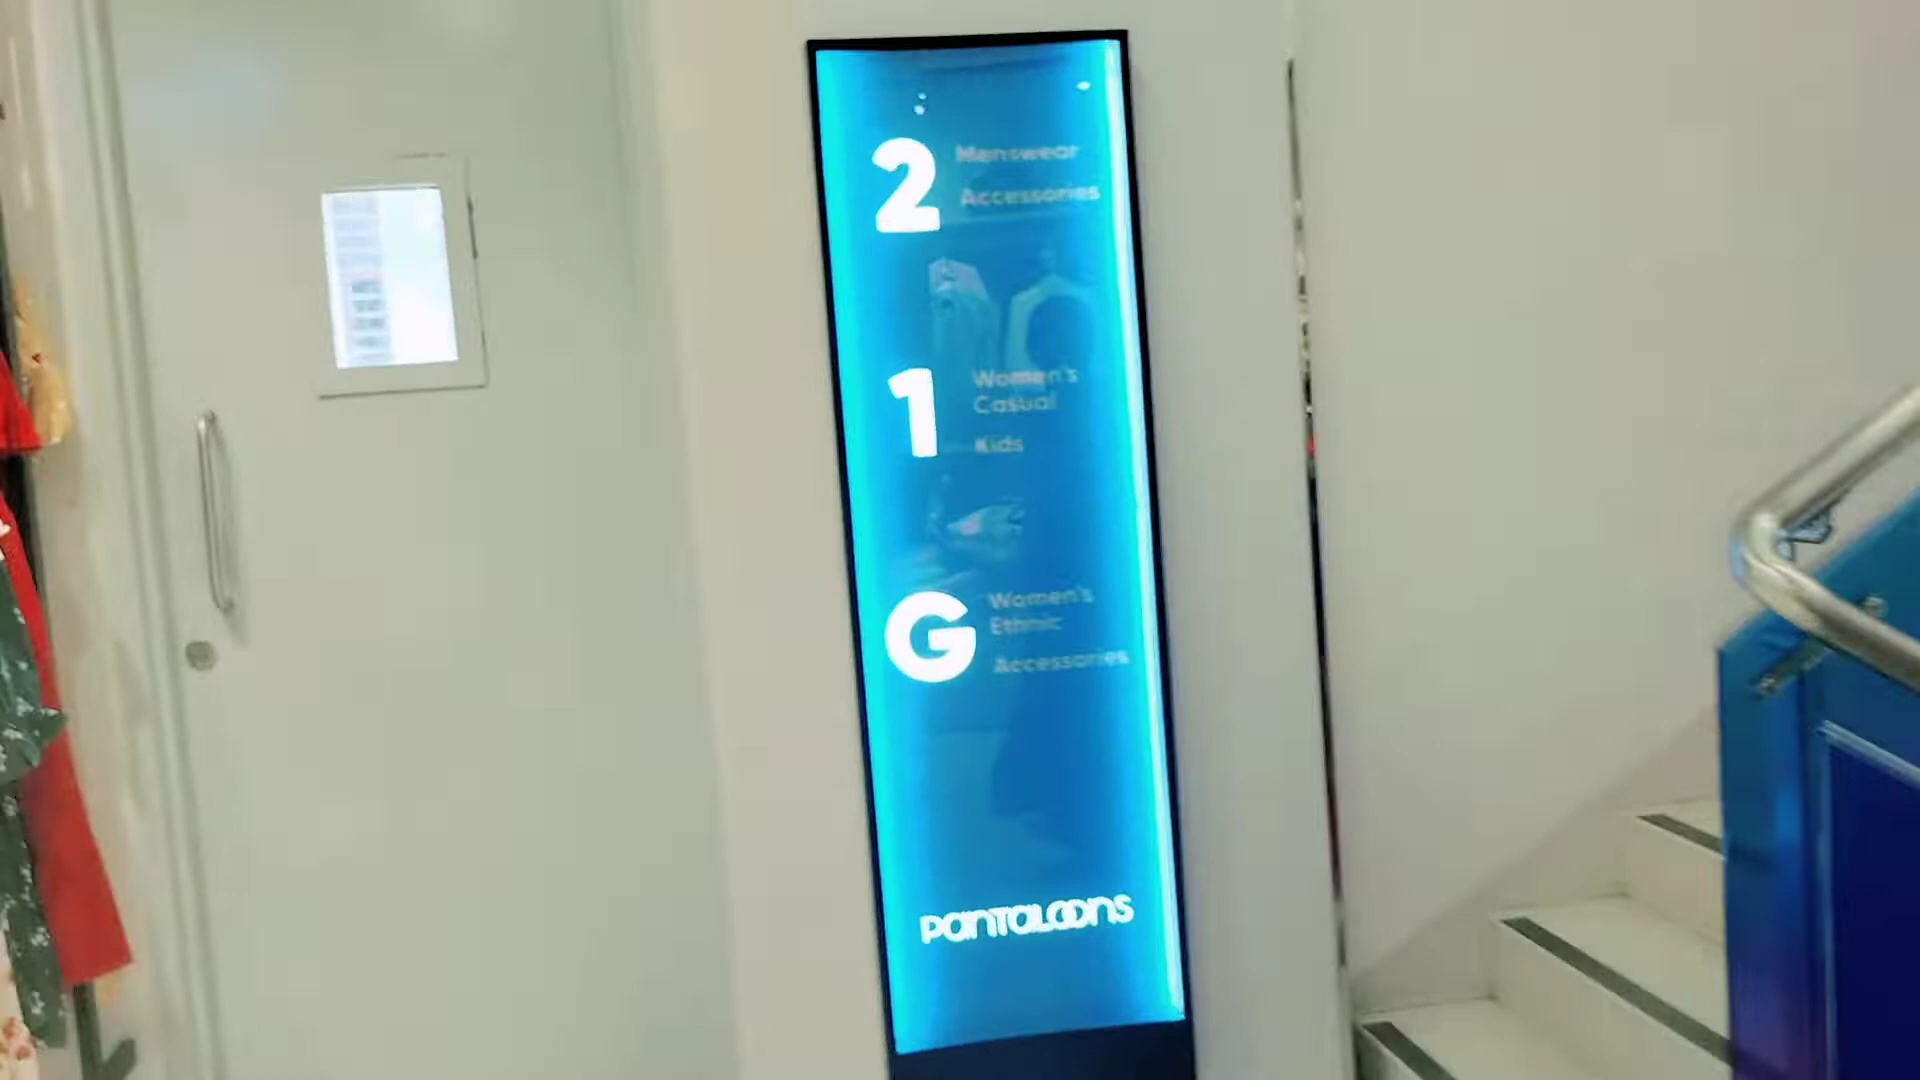 2
Menswear
Accessories
1
Women's
Casual
Kids
G
Women's
Ethnic
Accessories
PANTALOONS